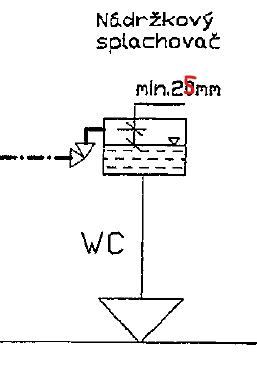 Nádržkový
splachovač
min.25mm
WC